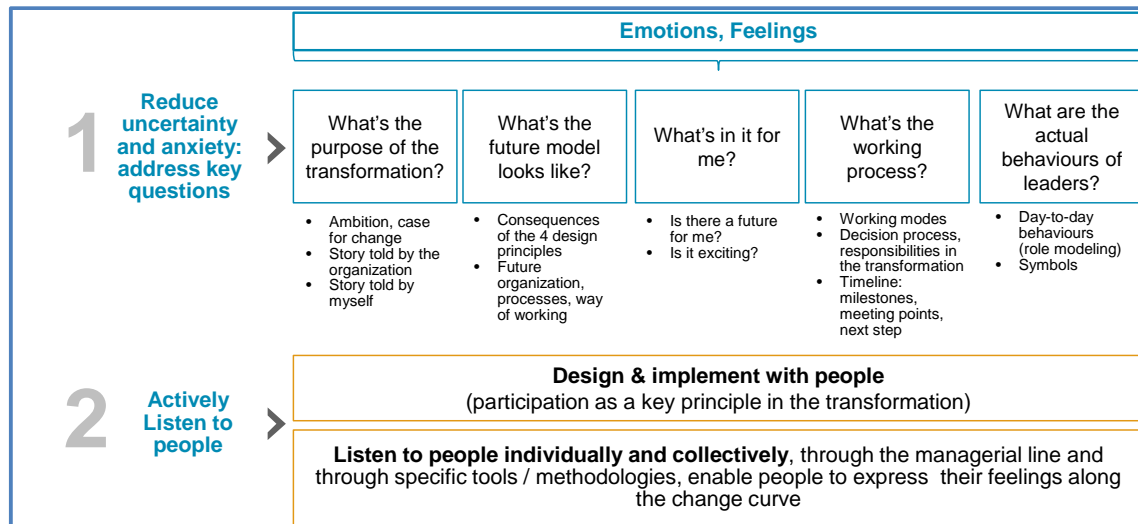 Emotions, Feelings
1
Reduce
uncertainty
and anxiety:
address key
questions
What's the
purpose of the
transformation?
• Ambition, case
for change
• Story told by the
organization
• Story told by
myself
What's the
future model
looks like?
• Consequences
of the 4 design
principles
• Future
organization,
processes, way
of working
What's in it for
me?
• Is there a future
for me?
• Is it exciting?
What's the
working
process?
• Working modes
• Decision process,
responsibilities in
the transformation
• Timeline:
milestones,
meeting points,
next step
What are the
actual
behaviours of
leaders?
• Day-to-day
behaviours
(role modeling)
• Symbols
2
Actively
Listen to
people
Design & implement with people
(participation as a key principle in the transformation)
Listen to people individually and collectively, through the managerial line and
through specific tools / methodologies, enable people to express their feelings along
the change curve